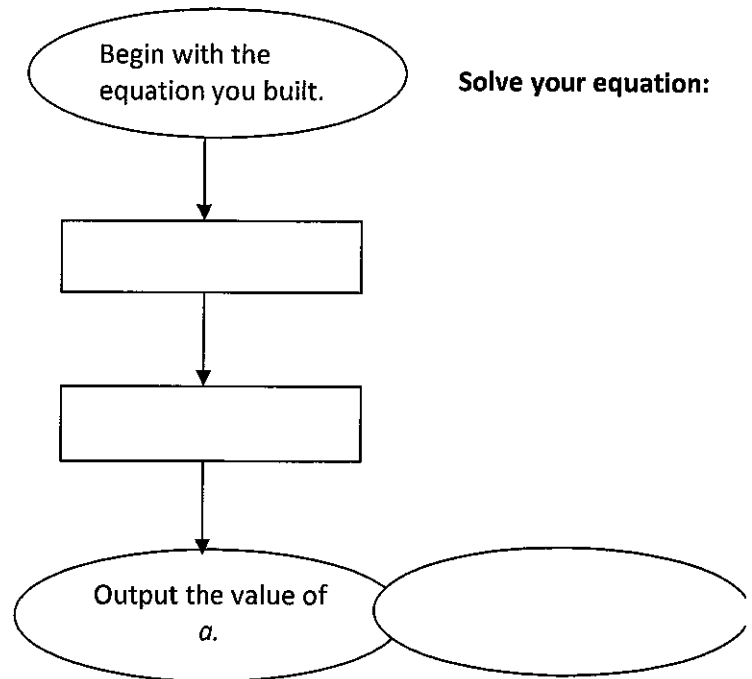 Begin with the
equation you built.
Solve your equation:
Output the value of
a.